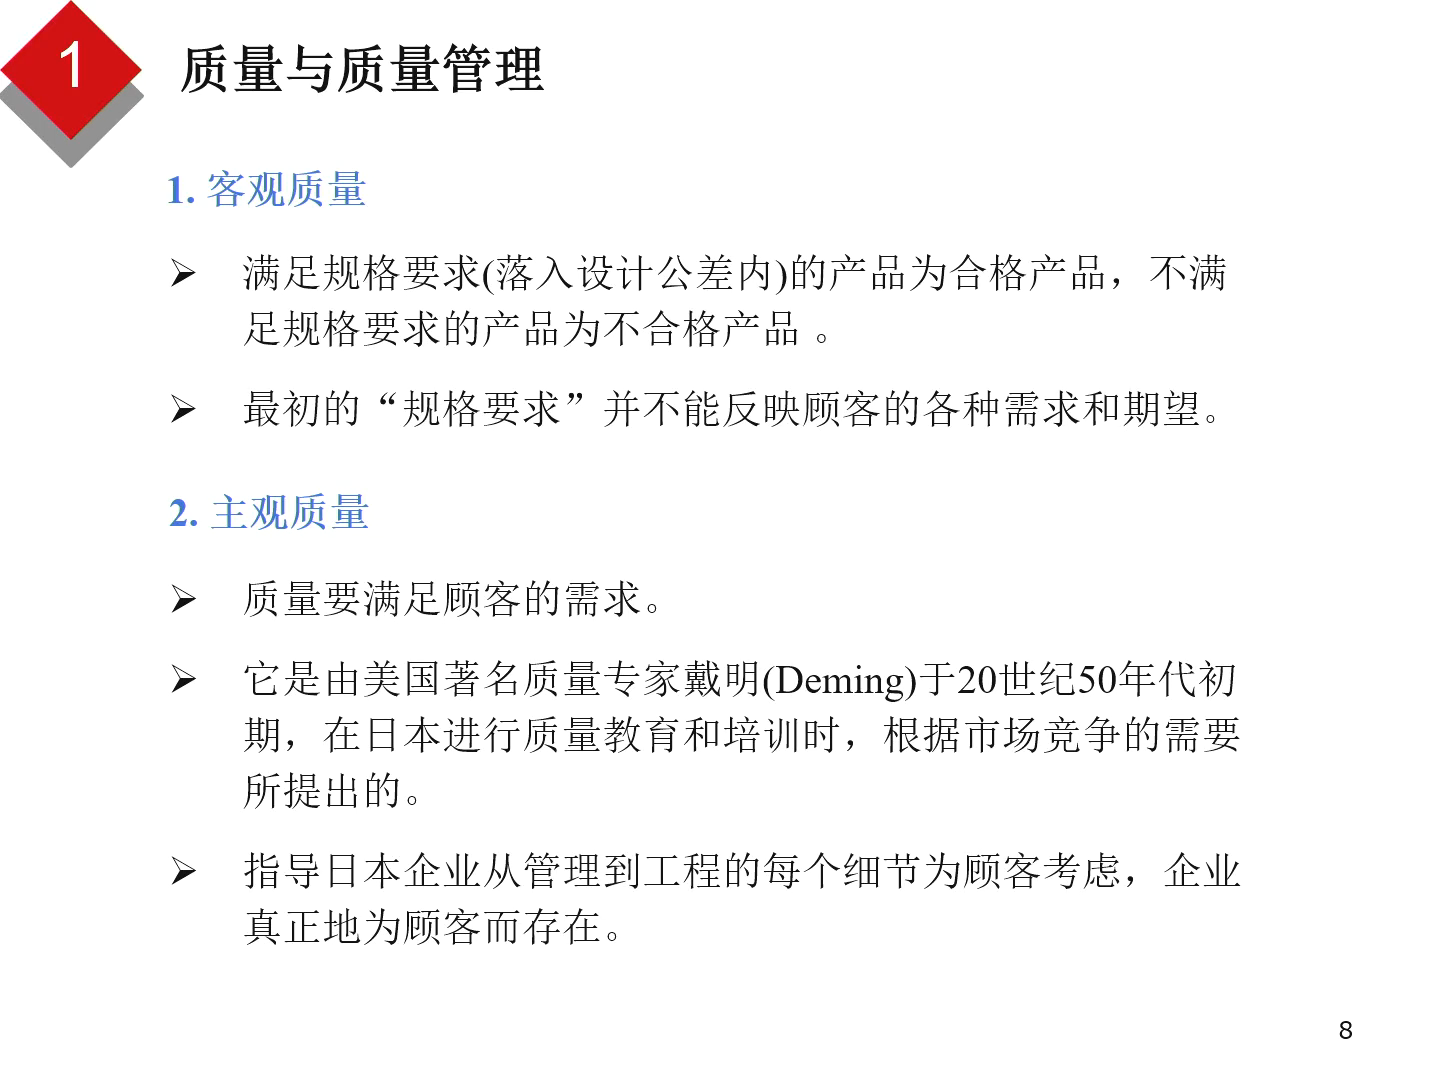 1
质量与质量管理
1. 客观质量
➢ 满足规格要求(落入设计公差内)的产品为合格产品，不满
足规格要求的产品为不合格产品 。
➢ 最初的“规格要求”并不能反映顾客的各种需求和期望。
2. 主观质量
➢ 质量要满足顾客的需求。
➢ 它是由美国著名质量专家戴明(Deming)于20世纪50年代初
期，在日本进行质量教育和培训时，根据市场竞争的需要
所提出的。
➢ 指导日本企业从管理到工程的每个细节为顾客考虑，企业
真正地为顾客而存在。
8